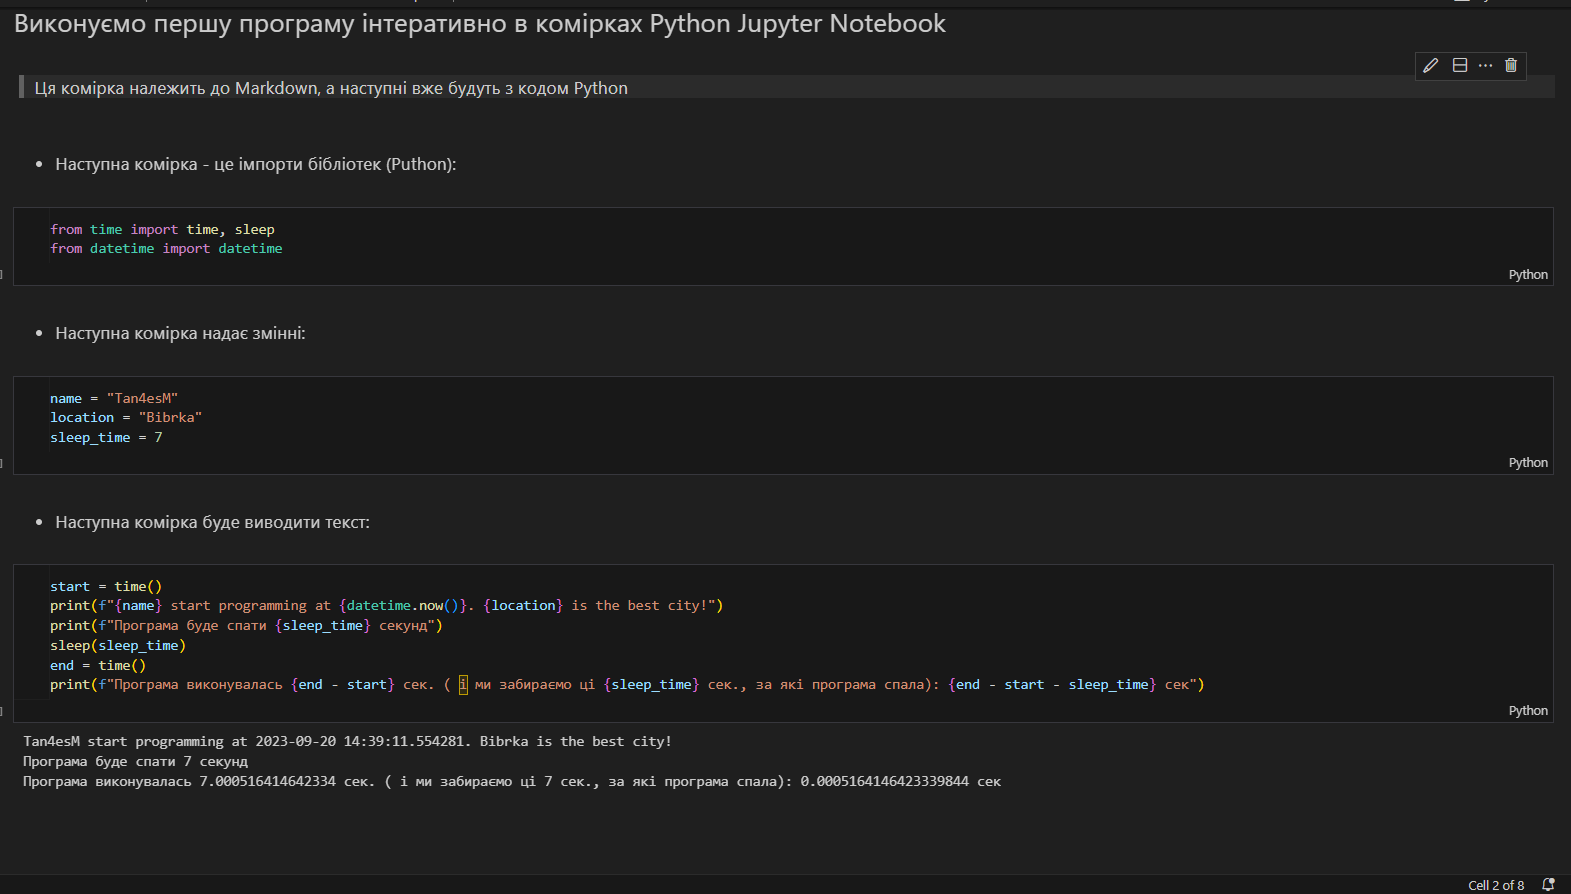 Виконуємо першу програму інтеративно в комірках Python Jupyter Notebook
Ця комірка належить до Markdown, а наступні вже будуть з кодом Python
• Наступна комірка - це імпорти бібліотек (Puthon):
from time import time, sleep
from datetime import datetime
Python
• Наступна комірка надає змінні:
name = "Tan4esM"
location = "Bibrka"
sleep_time = 7
Python
• Наступна комірка буде виводити текст:
start = time()
print(f"{name} start programming at {datetime.now()}. {location} is the best city!")
print(f"Програма буде спати {sleep_time} секунд")
sleep(sleep_time)
end = time()
print(f"Програма виконувалась {end - start} сек. ( і ми забираємо ці {sleep_time} сек., за які програма спала): {end - start - sleep_time} сек")
Python
Tan4esM start programming at 2023-09-20 14:39:11.554281. Bibrka is the best city!
Програма буде спати 7 секунд
Програма виконувалась 7.000516414642334 сек. ( і ми забираємо ці 7 сек., за які програма спала): 0.0005164146423339844 сек
Cell 2 of 8